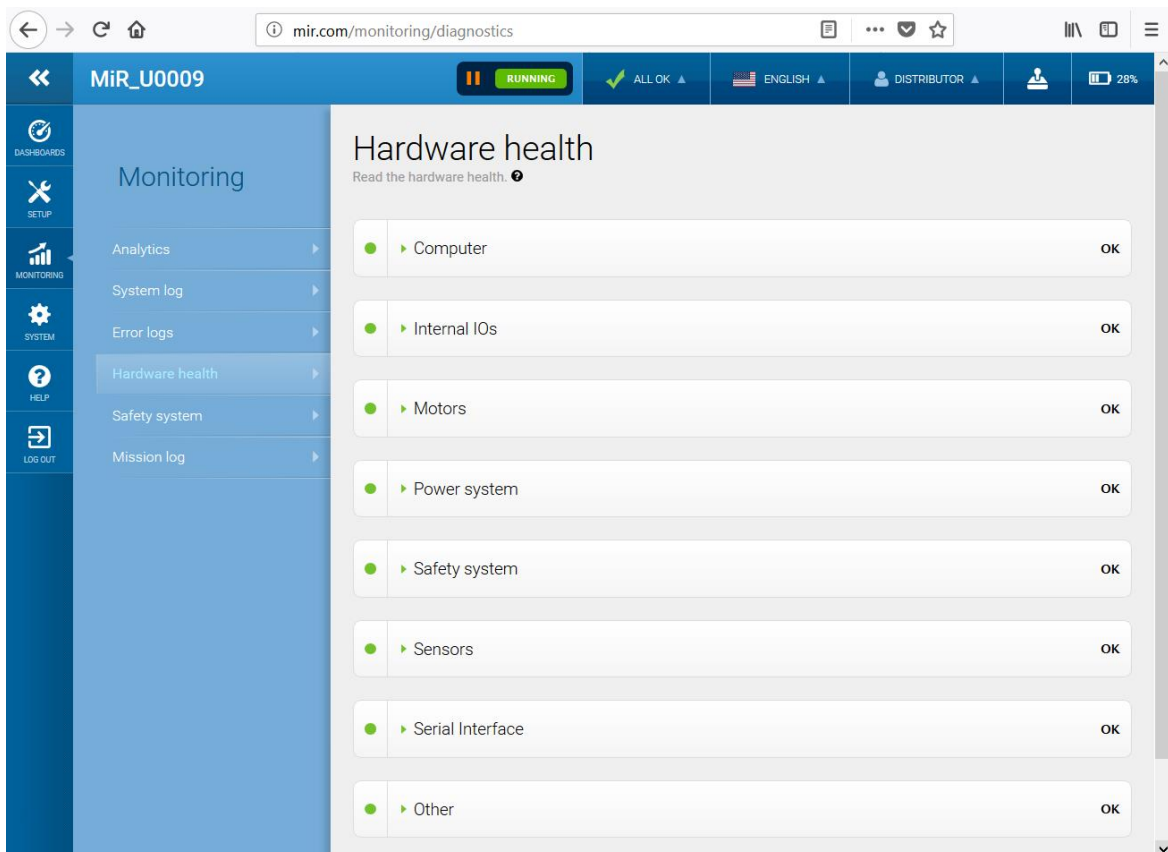 mir.com/monitoring/diagnostics
MiR_U0009
RUNNING
ALL OK
ENGLISH
DISTRIBUTOR
28%
DASHBOARDS
SETUP
MONITORING
SYSTEM
HELP
LOG OUT
Monitoring
Analytics
System log
Error logs
Hardware health
Safety system
Mission log
Hardware health
Read the hardware health. ?
Computer OK
Internal IOs OK
Motors OK
Power system OK
Safety system OK
Sensors OK
Serial Interface OK
Other OK